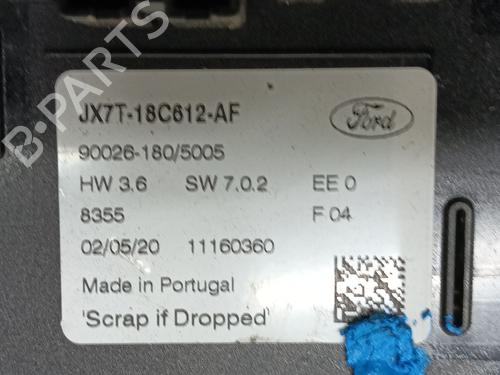 JX7T-18C612-AF
Ford
90026-180/5005
HW 3.6 SW 7.0.2 EE 0
8355 F 04
02/05/20 11160360
Made in Portugal
'Scrap if Dropped'